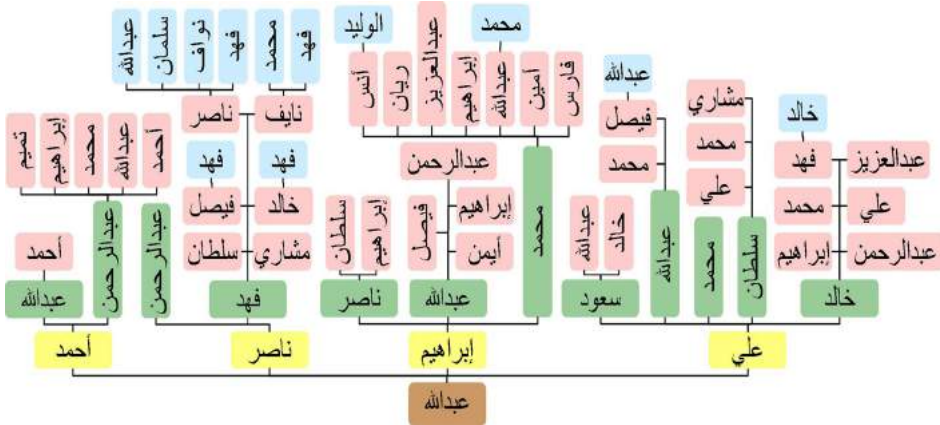 عبدالله
سلمان
نواف
فهد
محمد
فهد
الوليد
محمد
عبدالله
خالد
ناصر
نايف
أنس
ريان
عبدالعزيز
إبراهيم
عبدالله
أمين
فارس
فيصل
مشاري
محمد
علي
فهد
عبدالعزيز
تميم
إبراهيم
محمد
عبدالله
أحمد
فهد
فهد
فيصل
خالد
عبدالرحمن
محمد
محمد
علي
سلطان
مشاري
سلطان
إبراهيم
فيصل
إبراهيم
أيمن
عبدالله
خالد
إبراهيم
عبدالرحمن
أحمد
عبدالله
عبدالرحمن
عبدالرحمن
فهد
ناصر
عبدالله
محمد
سعود
عبدالله
محمد
سلطان
خالد
أحمد
ناصر
إبراهيم
علي
عبدالله